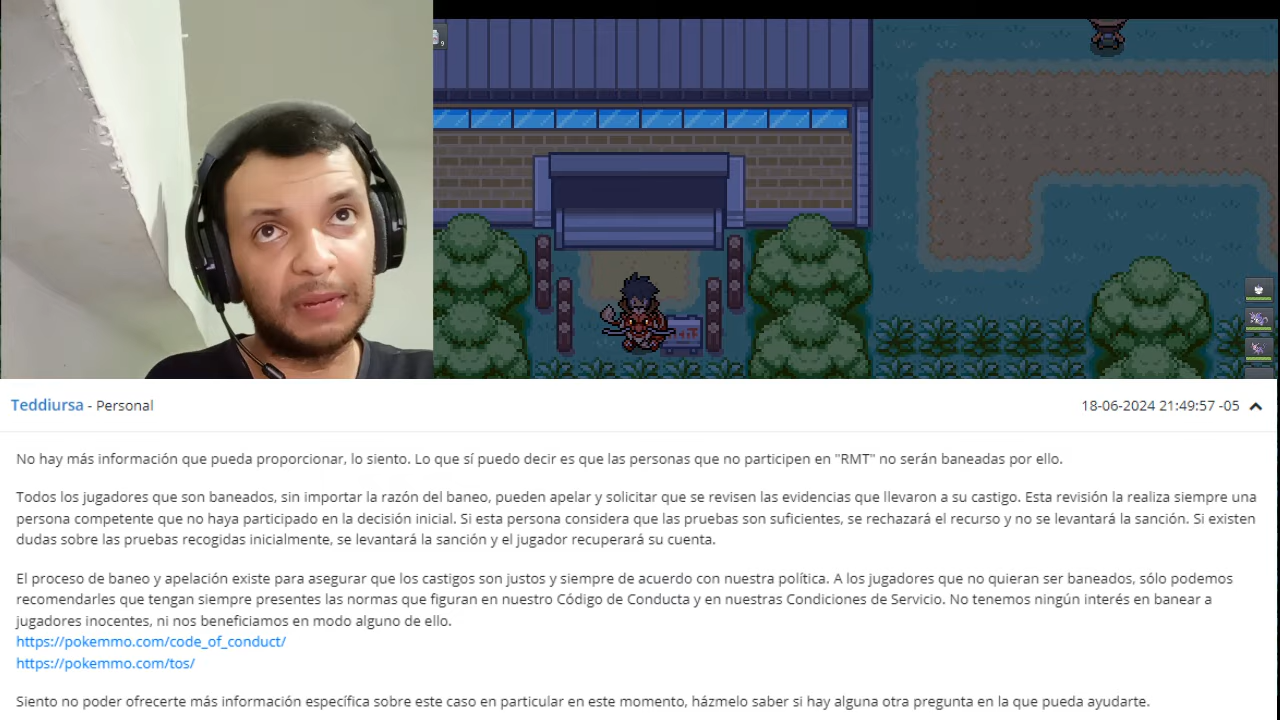 9
Teddiursa - Personal
18-06-2024 21:49:57 -05
No hay más información que pueda proporcionar, lo siento. Lo que sí puedo decir es que las personas que no participen en "RMT" no serán baneadas por ello.
Todos los jugadores que son baneados, sin importar la razón del baneo, pueden apelar y solicitar que se revisen las evidencias que llevaron a su castigo. Esta revisión la realiza siempre una
persona competente que no haya participado en la decisión inicial. Si esta persona considera que las pruebas son suficientes, se rechazará el recurso y no se levantará la sanción. Si existen
dudas sobre las pruebas recogidas inicialmente, se levantará la sanción y el jugador recuperará su cuenta.
El proceso de baneo y apelación existe para asegurar que los castigos son justos y siempre de acuerdo con nuestra política. A los jugadores que no quieran ser baneados, sólo podemos
recomendarles que tengan siempre presentes las normas que figuran en nuestro Código de Conducta y en nuestras Condiciones de Servicio. No tenemos ningún interés en banear a
jugadores inocentes, ni nos beneficiamos en modo alguno de ello.
https://pokemmo.com/code_of_conduct/
https://pokemmo.com/tos/
Siento no poder ofrecerte más información específica sobre este caso en particular en este momento, házmelo saber si hay alguna otra pregunta en la que pueda ayudarte.